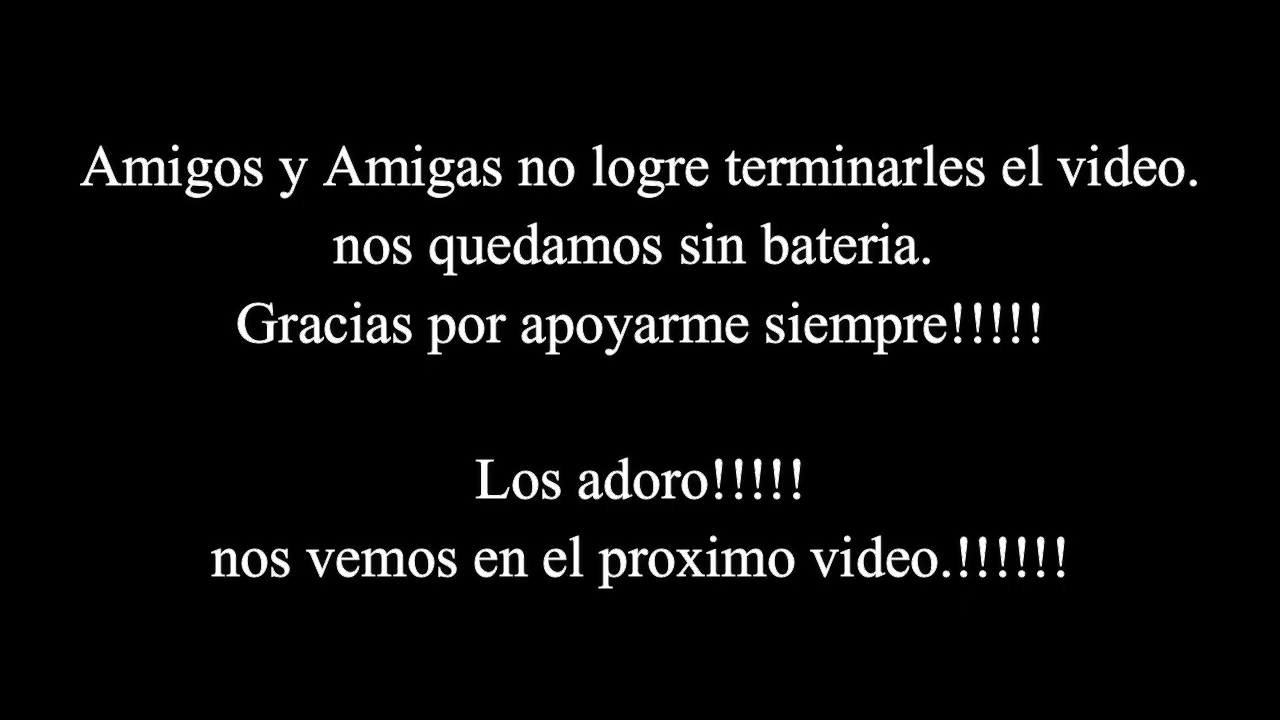 Amigos y Amigas no logre terminarles el video.
nos quedamos sin bateria.
Gracias por apoyarme siempre!!!!!
Los adoro!!!!!
nos vemos en el proximo video.!!!!!!